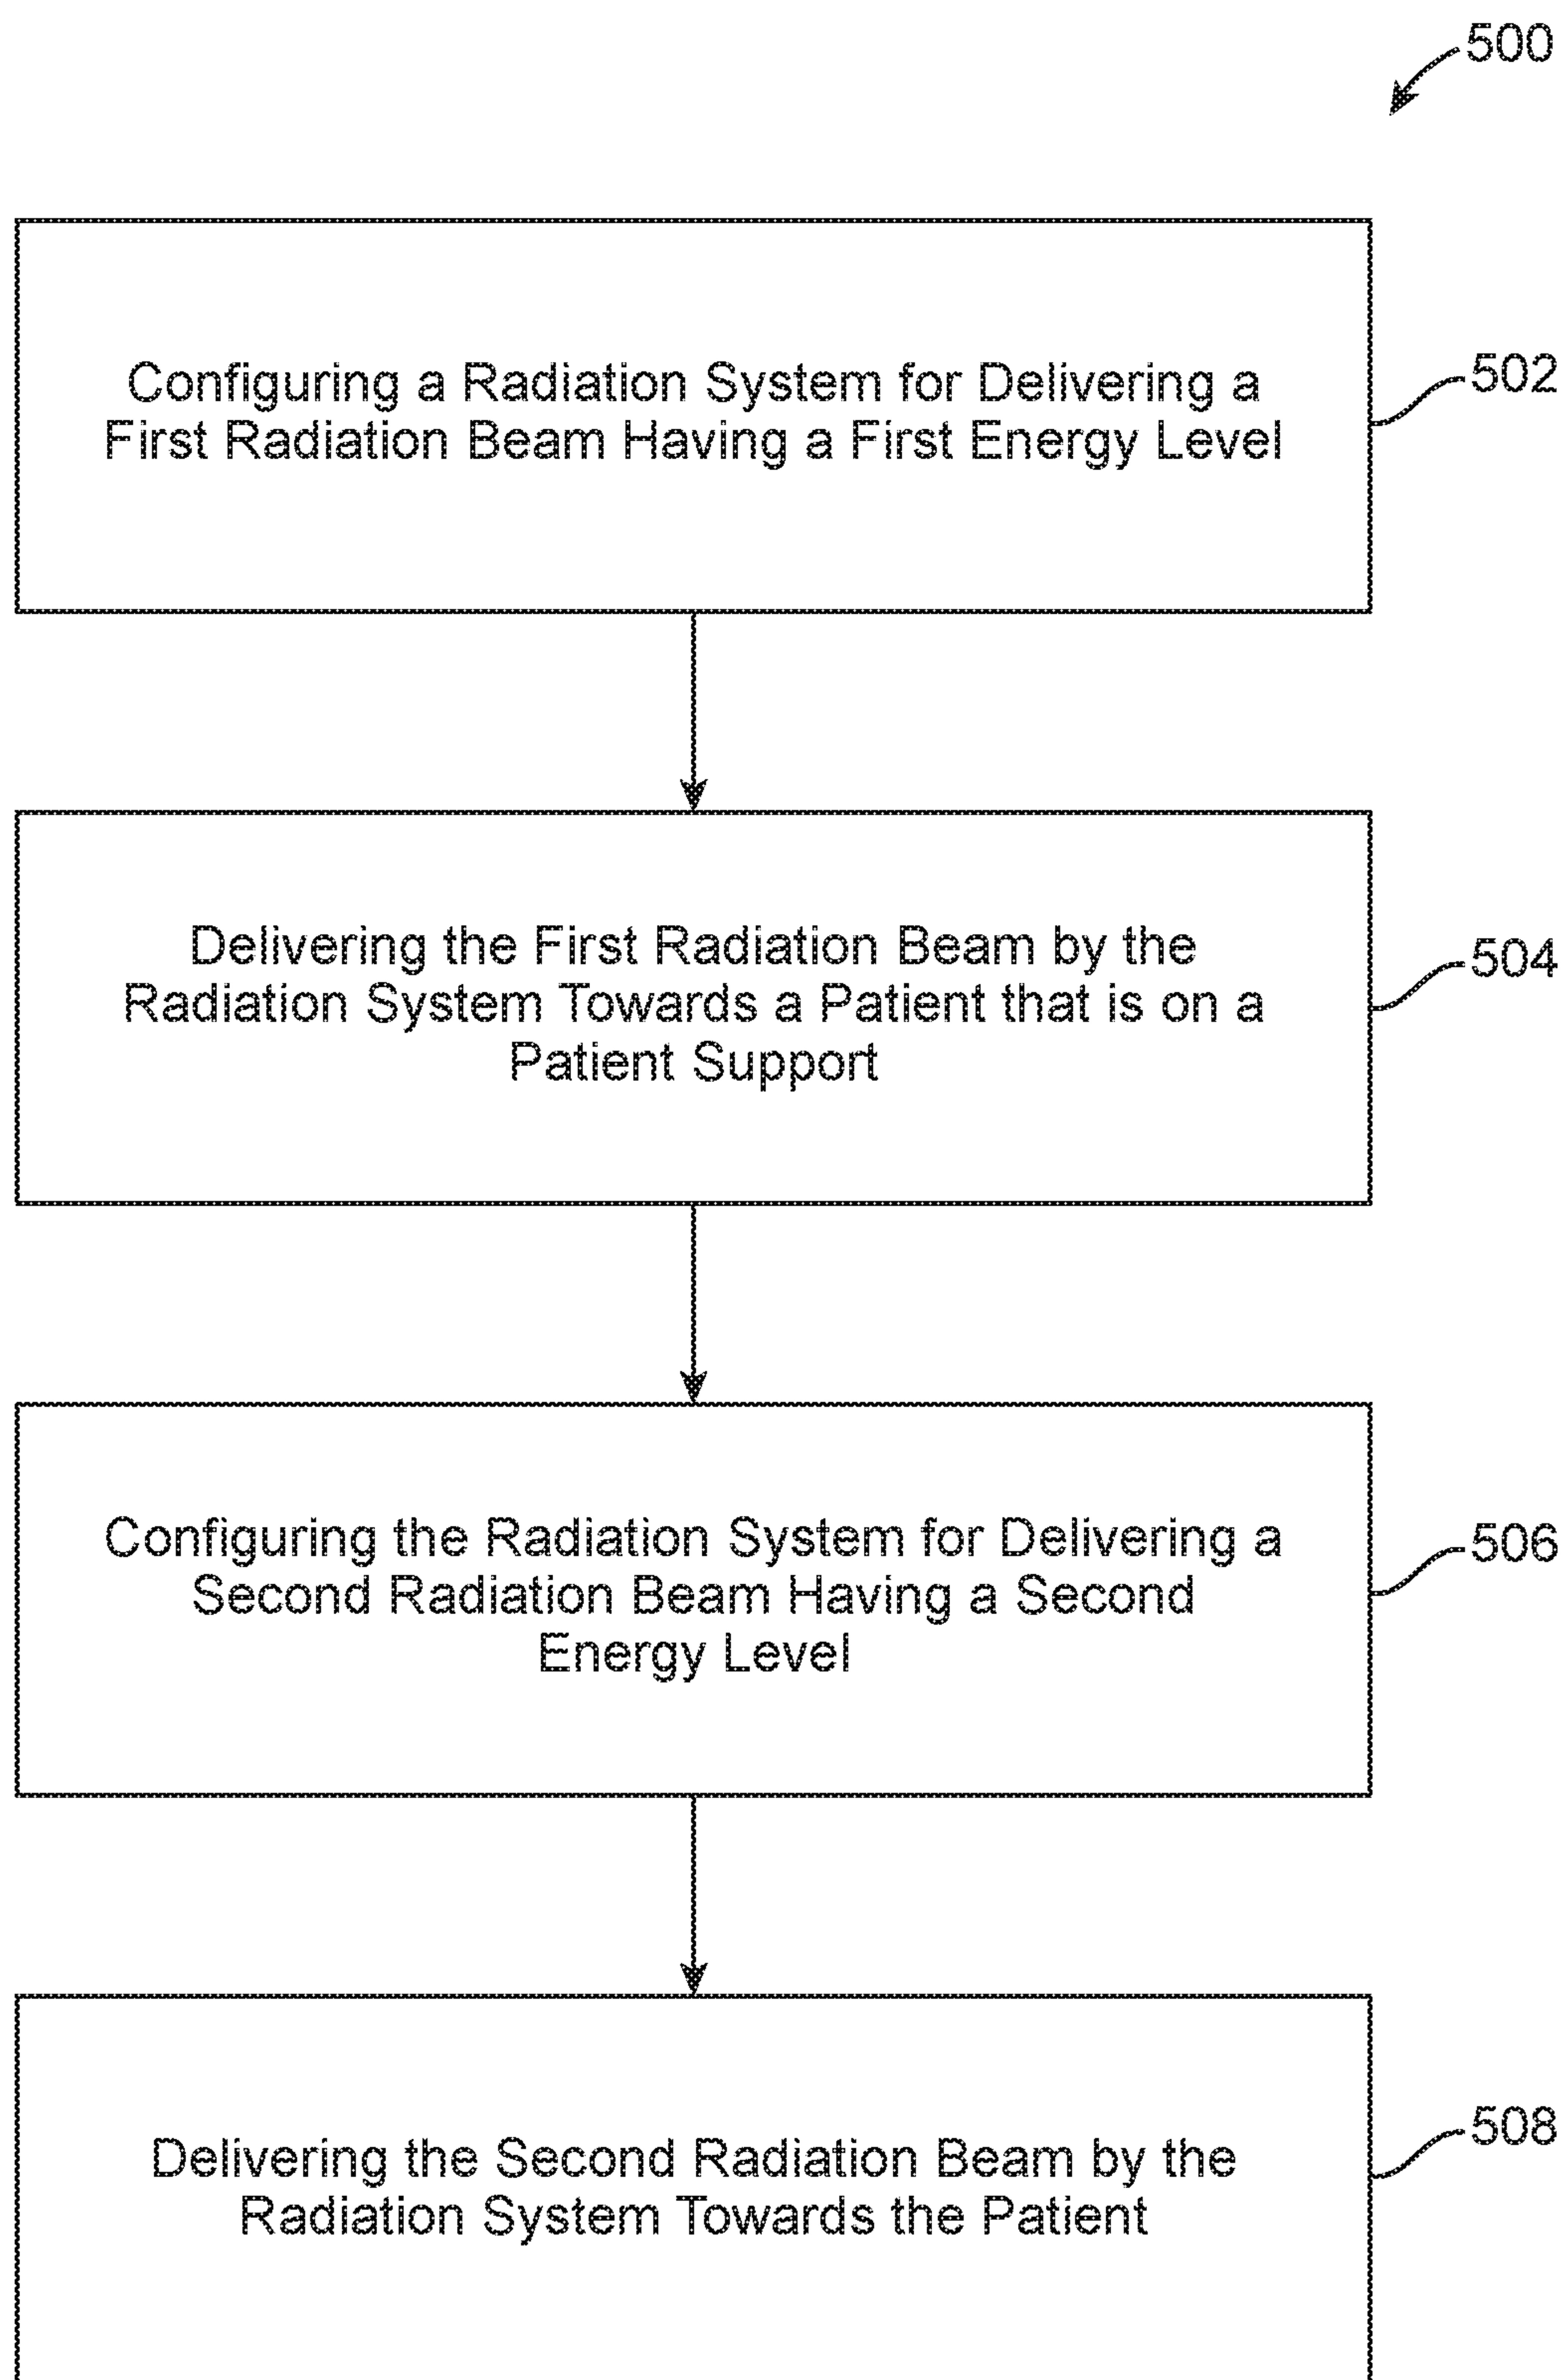 500
Configuring a Radiation System for Delivering a
First Radiation Beam Having a First Energy Level
502
Delivering the First Radiation Beam by the
Radiation System Towards a Patient that is on a
Patient Support
504
Configuring the Radiation System for Delivering a
Second Radiation Beam Having a Second
Energy Level
506
Delivering the Second Radiation Beam by the
Radiation System Towards the Patient
508